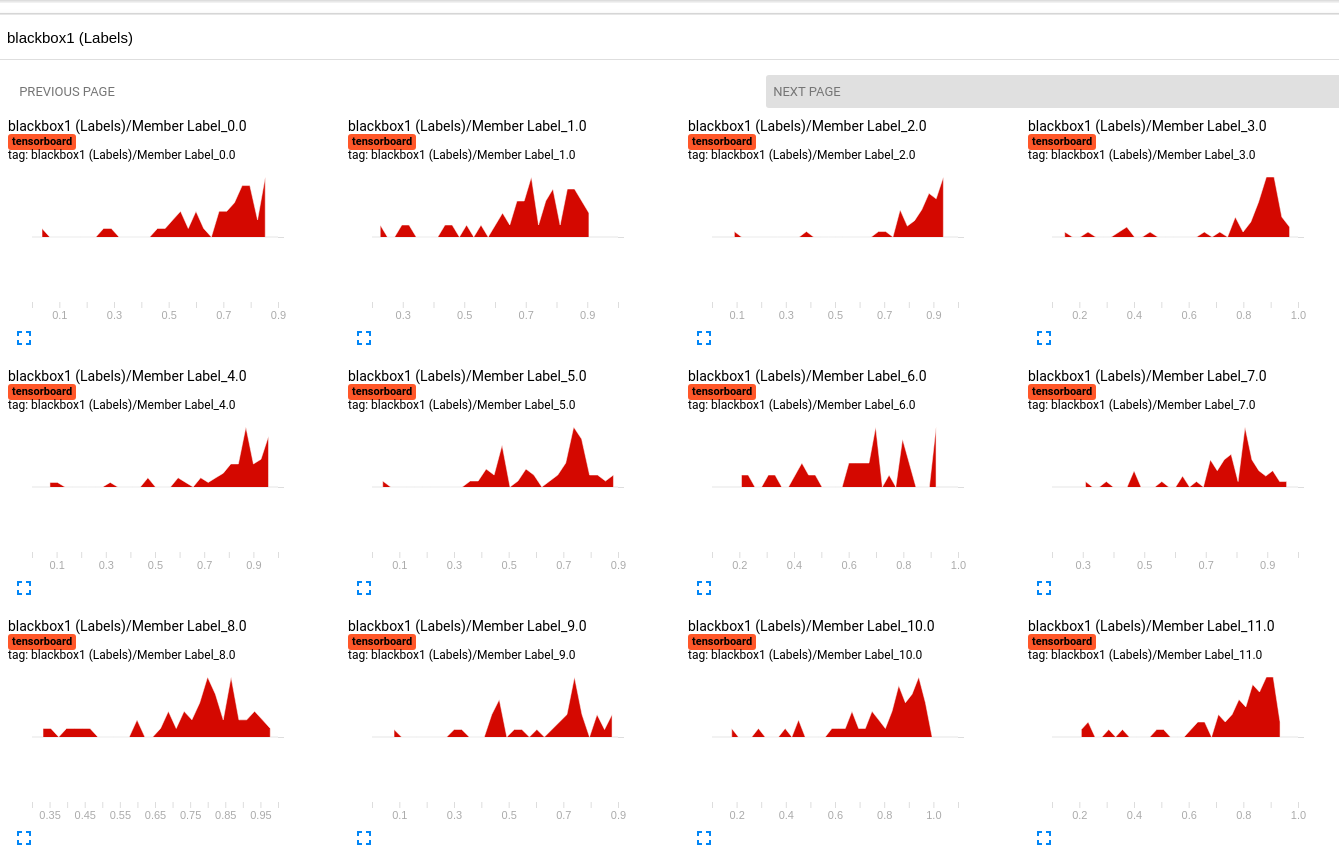 blackbox1 (Labels)
PREVIOUS PAGE
NEXT PAGE
blackbox1 (Labels)/Member Label_0.0
tensorboard
tag: blackbox1 (Labels)/Member Label_0.0
0.1 0.3 0.5 0.7 0.9
blackbox1 (Labels)/Member Label_1.0
tensorboard
tag: blackbox1 (Labels)/Member Label_1.0
0.3 0.5 0.7 0.9
blackbox1 (Labels)/Member Label_2.0
tensorboard
tag: blackbox1 (Labels)/Member Label_2.0
0.1 0.3 0.5 0.7 0.9
blackbox1 (Labels)/Member Label_3.0
tensorboard
tag: blackbox1 (Labels)/Member Label_3.0
0.2 0.4 0.6 0.8 1.0
blackbox1 (Labels)/Member Label_4.0
tensorboard
tag: blackbox1 (Labels)/Member Label_4.0
0.1 0.3 0.5 0.7 0.9
blackbox1 (Labels)/Member Label_5.0
tensorboard
tag: blackbox1 (Labels)/Member Label_5.0
0.1 0.3 0.5 0.7 0.9
blackbox1 (Labels)/Member Label_6.0
tensorboard
tag: blackbox1 (Labels)/Member Label_6.0
0.2 0.4 0.6 0.8 1.0
blackbox1 (Labels)/Member Label_7.0
tensorboard
tag: blackbox1 (Labels)/Member Label_7.0
0.3 0.5 0.7 0.9
blackbox1 (Labels)/Member Label_8.0
tensorboard
tag: blackbox1 (Labels)/Member Label_8.0
0.35 0.45 0.55 0.65 0.75 0.85 0.95
blackbox1 (Labels)/Member Label_9.0
tensorboard
tag: blackbox1 (Labels)/Member Label_9.0
0.1 0.3 0.5 0.7 0.9
blackbox1 (Labels)/Member Label_10.0
tensorboard
tag: blackbox1 (Labels)/Member Label_10.0
0.2 0.4 0.6 0.8 1.0
blackbox1 (Labels)/Member Label_11.0
tensorboard
tag: blackbox1 (Labels)/Member Label_11.0
0.2 0.4 0.6 0.8 1.0